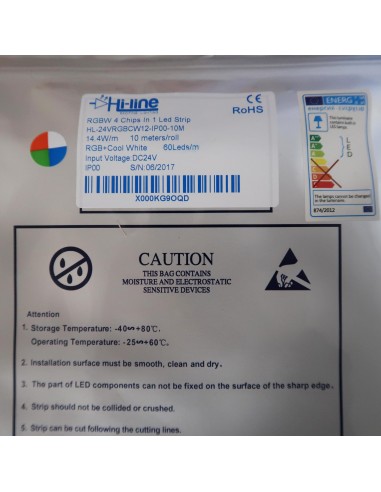 Hi-line
CE
RoHS
RGBW 4 Chips In 1 Led Strip
HL-24VRGBCW12-IP00-10M
14.4W/m 10 meters/roll
RGB+Cool White 60Leds/m
Input Voltage:DC24V
IP00 S/N:06/2017
X000KG9OQD
ENERG
LED
874/2012
CAUTION
THIS BAG CONTAINS
MOISTURE AND ELECTROSTATIC
SENSITIVE DEVICES
Attention
1. Storage Temperature: -40∽+80℃.
Operating Temperature: -25∽+60℃.
2. Installation surface must be smooth, clean and dry.
3. The part of LED components can not be fixed on the surface of the sharp edge.
4. Strip should not be collided or crushed.
5. Strip can be cut following the cutting lines.